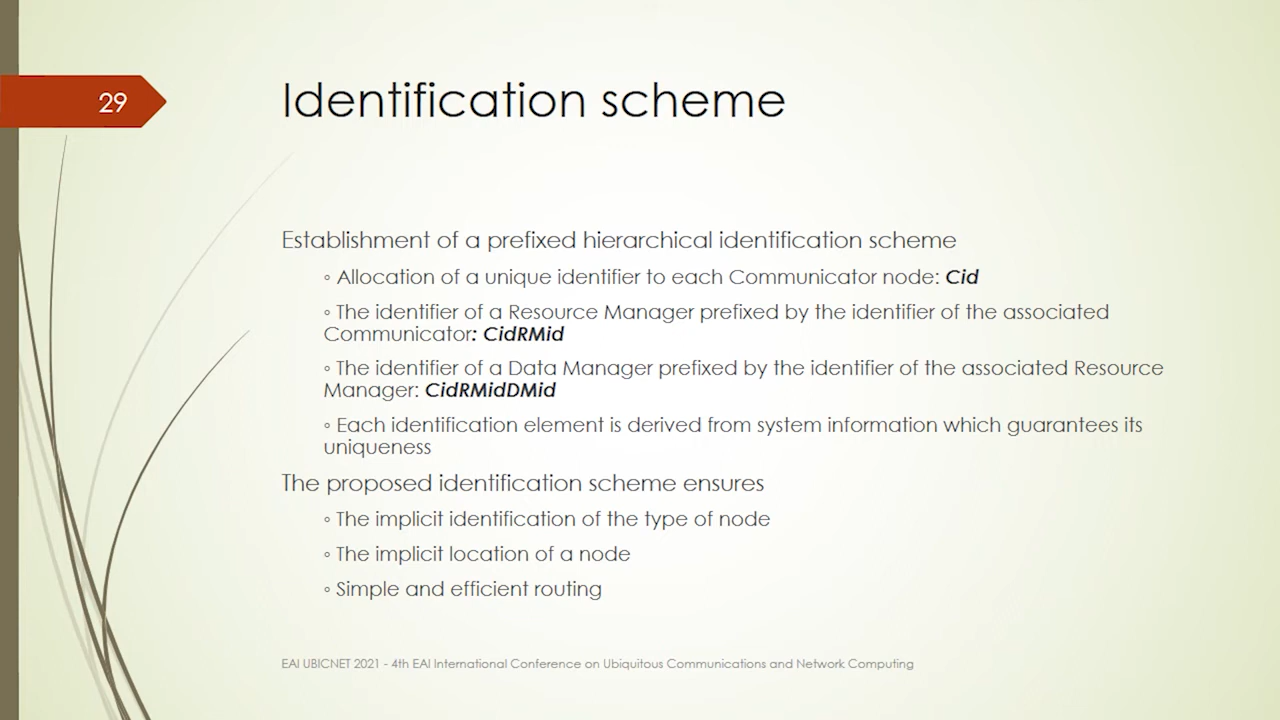 29
Identification scheme
Establishment of a prefixed hierarchical identification scheme
◦ Allocation of a unique identifier to each Communicator node: Cid
◦ The identifier of a Resource Manager prefixed by the identifier of the associated
Communicator: CidRMid
◦ The identifier of a Data Manager prefixed by the identifier of the associated Resource
Manager: CidRMidDMid
◦ Each identification element is derived from system information which guarantees its
uniqueness
The proposed identification scheme ensures
◦ The implicit identification of the type of node
◦ The implicit location of a node
◦ Simple and efficient routing
EAI UBICNET 2021 - 4th EAI International Conference on Ubiquitous Communications and Network Computing